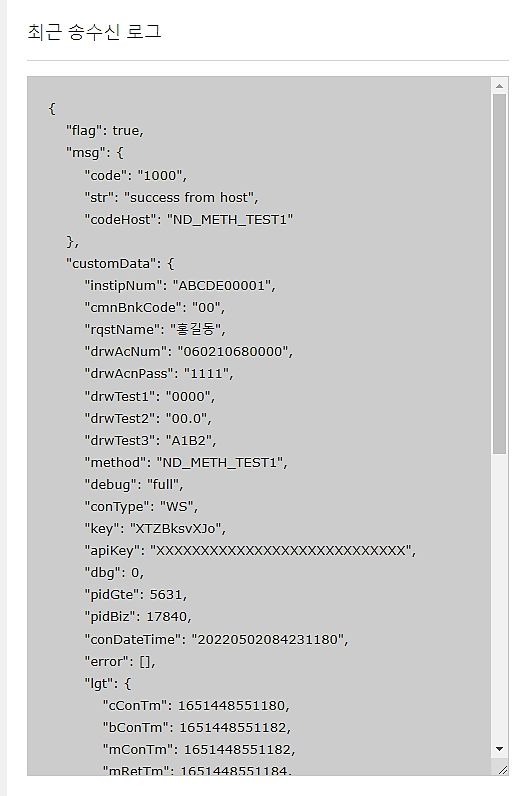 최근 송수신 로그
{
"flag": true,
"msg": {
"code": "1000",
"str": "success from host",
"codeHost": "ND_METH_TEST1"
},
"customData": {
"instipNum": "ABCDE00001",
"cmnBnkCode": "00",
"rqstName": "홍길동",
"drwAcNum": "060210680000",
"drwAcnPass": "1111",
"drwTest1": "0000",
"drwTest2": "00.0",
"drwTest3": "A1B2",
"method": "ND_METH_TEST1",
"debug": "full",
"conType": "WS",
"key": "XTZBksvXJo",
"apiKey": "XXXXXXXXXXXXXXXXXXXXXXXXXXXX",
"dbg": 0,
"pidGte": 5631,
"pidBiz": 17840,
"conDateTime": "20220502084231180",
"error": [],
"lgt": {
"cConTm": 1651448551180,
"bConTm": 1651448551182,
"mConTm": 1651448551182,
"mRetTm": 1651448551184,